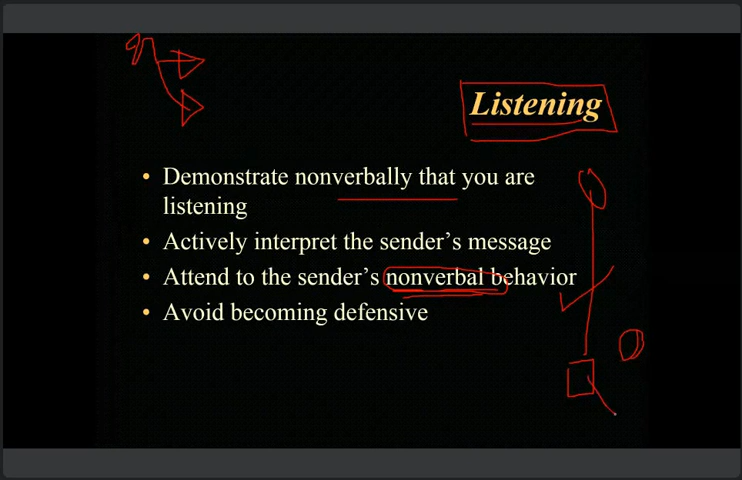 Listening
• Demonstrate nonverbally that you are
listening
• Actively interpret the sender's message
• Attend to the sender's nonverbal behavior
• Avoid becoming defensive